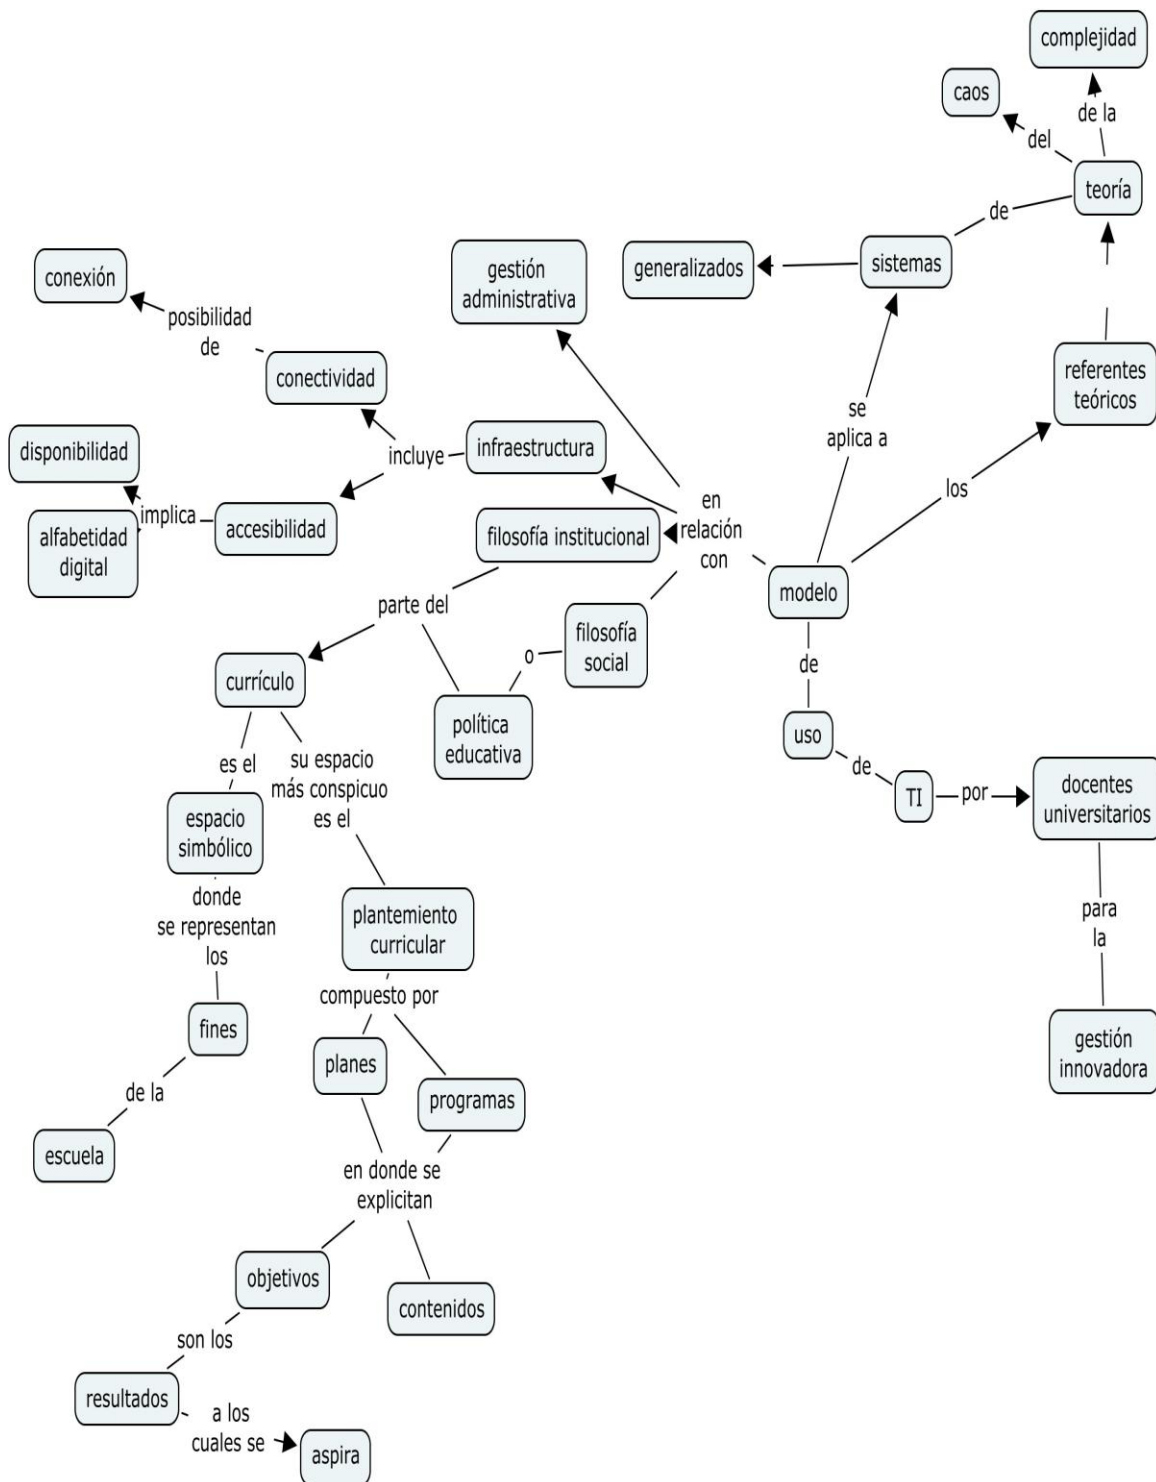 complejidad
caos
de la
del
teoría
de
gestión
administrativa
generalizados
sistemas
conexión
posibilidad
de
conectividad
referentes
teóricos
se
aplica a
disponibilidad
incluye
infraestructura
los
en
relación
con
implica
accesibilidad
alfabetidad
digital
filosofía institucional
modelo
parte del
filosofía
social
o
de
currículo
política
educativa
uso
de
es el
su espacio
más conspicuo
es el
TI
por
docentes
universitarios
espacio
simbólico
donde
se representan
los
plantemiento
curricular
para
la
compuesto por
fines
planes
gestión
innovadora
de la
programas
escuela
en donde se
explicitan
objetivos
contenidos
son los
resultados
a los
cuales se
aspira